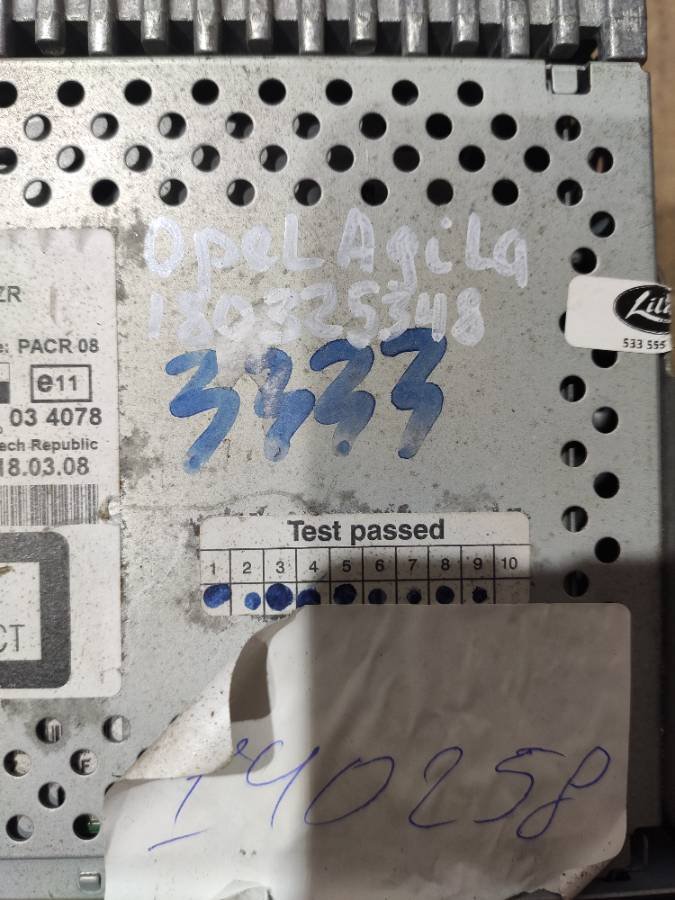 ZR
e: PACR 08
e11
03 4078
ech Republic
18.03.08
CT
Opel Agila
180325348
3333
533 555
Test passed
1 2 3 4 5 6 7 8 9 10
F
140258